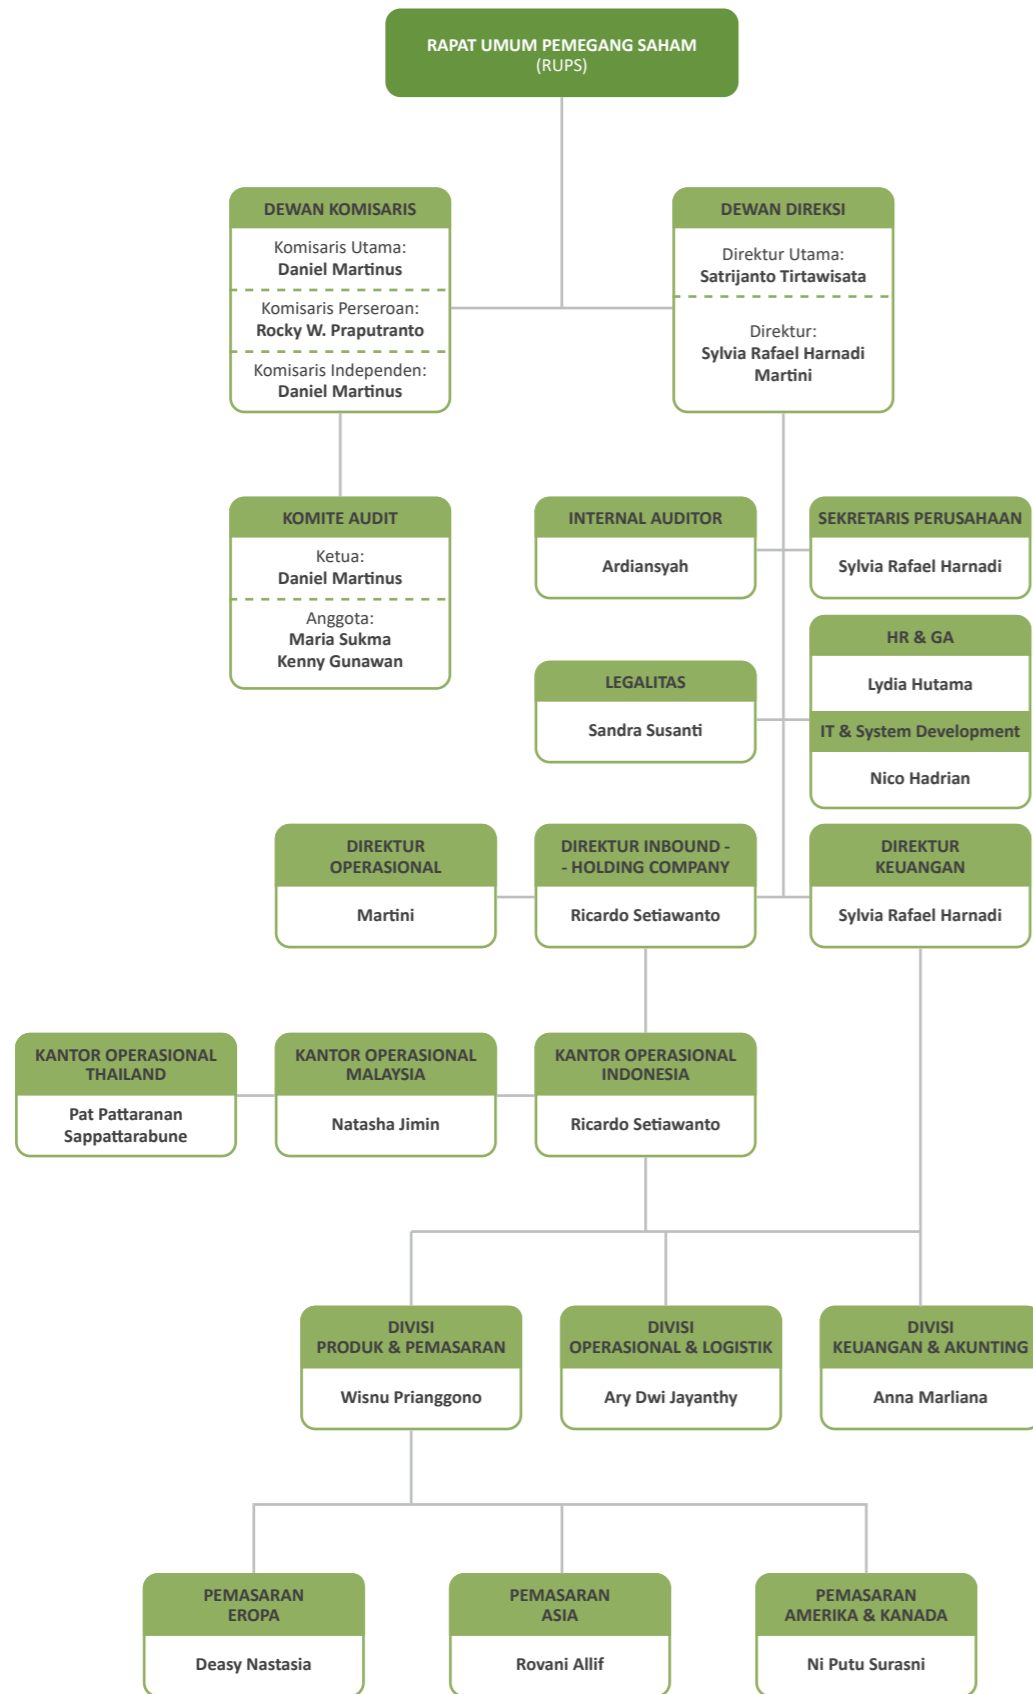 RAPAT UMUM PEMEGANG SAHAM
(RUPS)
DEWAN KOMISARIS
Komisaris Utama:
Daniel Martinus
Komisaris Perseroan:
Rocky W. Praputranto
Komisaris Independen:
Daniel Martinus
DEWAN DIREKSI
Direktur Utama:
Satrijanto Tirtawisata
Direktur:
Sylvia Rafael Harnadi
Martini
KOMITE AUDIT
Ketua:
Daniel Martinus
Anggota:
Maria Sukma
Kenny Gunawan
INTERNAL AUDITOR
Ardiansyah
SEKRETARIS PERUSAHAAN
Sylvia Rafael Harnadi
LEGALITAS
Sandra Susanti
HR & GA
Lydia Hutama
IT & System Development
Nico Hadrian
DIREKTUR
OPERASIONAL
Martini
DIREKTUR INBOUND -
- HOLDING COMPANY
Ricardo Setiawanto
DIREKTUR
KEUANGAN
Sylvia Rafael Harnadi
KANTOR OPERASIONAL
THAILAND
Pat Pattaranan
Sappattarabune
KANTOR OPERASIONAL
MALAYSIA
Natasha Jimin
KANTOR OPERASIONAL
INDONESIA
Ricardo Setiawanto
DIVISI
PRODUK & PEMASARAN
Wisnu Prianggono
DIVISI
OPERASIONAL & LOGISTIK
Ary Dwi Jayanthy
DIVISI
KEUANGAN & AKUNTING
Anna Marliana
PEMASARAN
EROPA
Deasy Nastasia
PEMASARAN
ASIA
Rovani Allif
PEMASARAN
AMERIKA & KANADA
Ni Putu Surasni